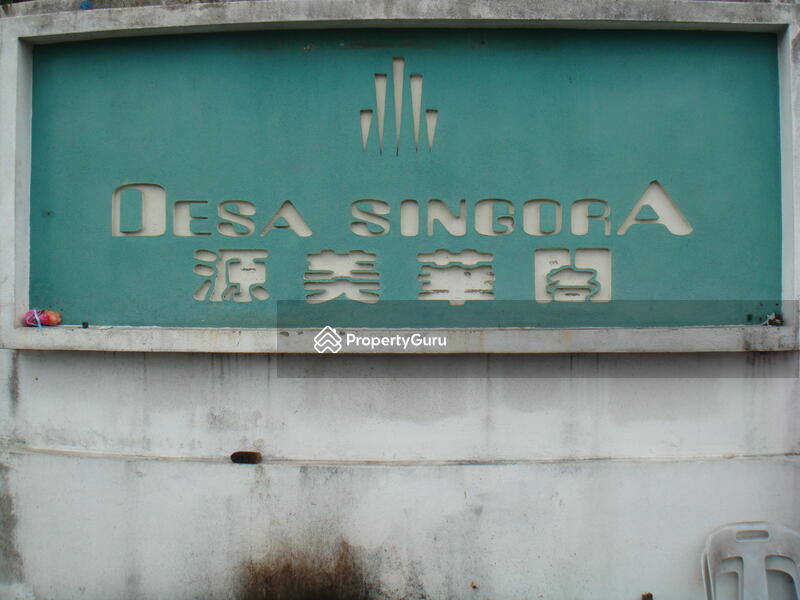 DESA SINGORA
源美華閣
PropertyGuru